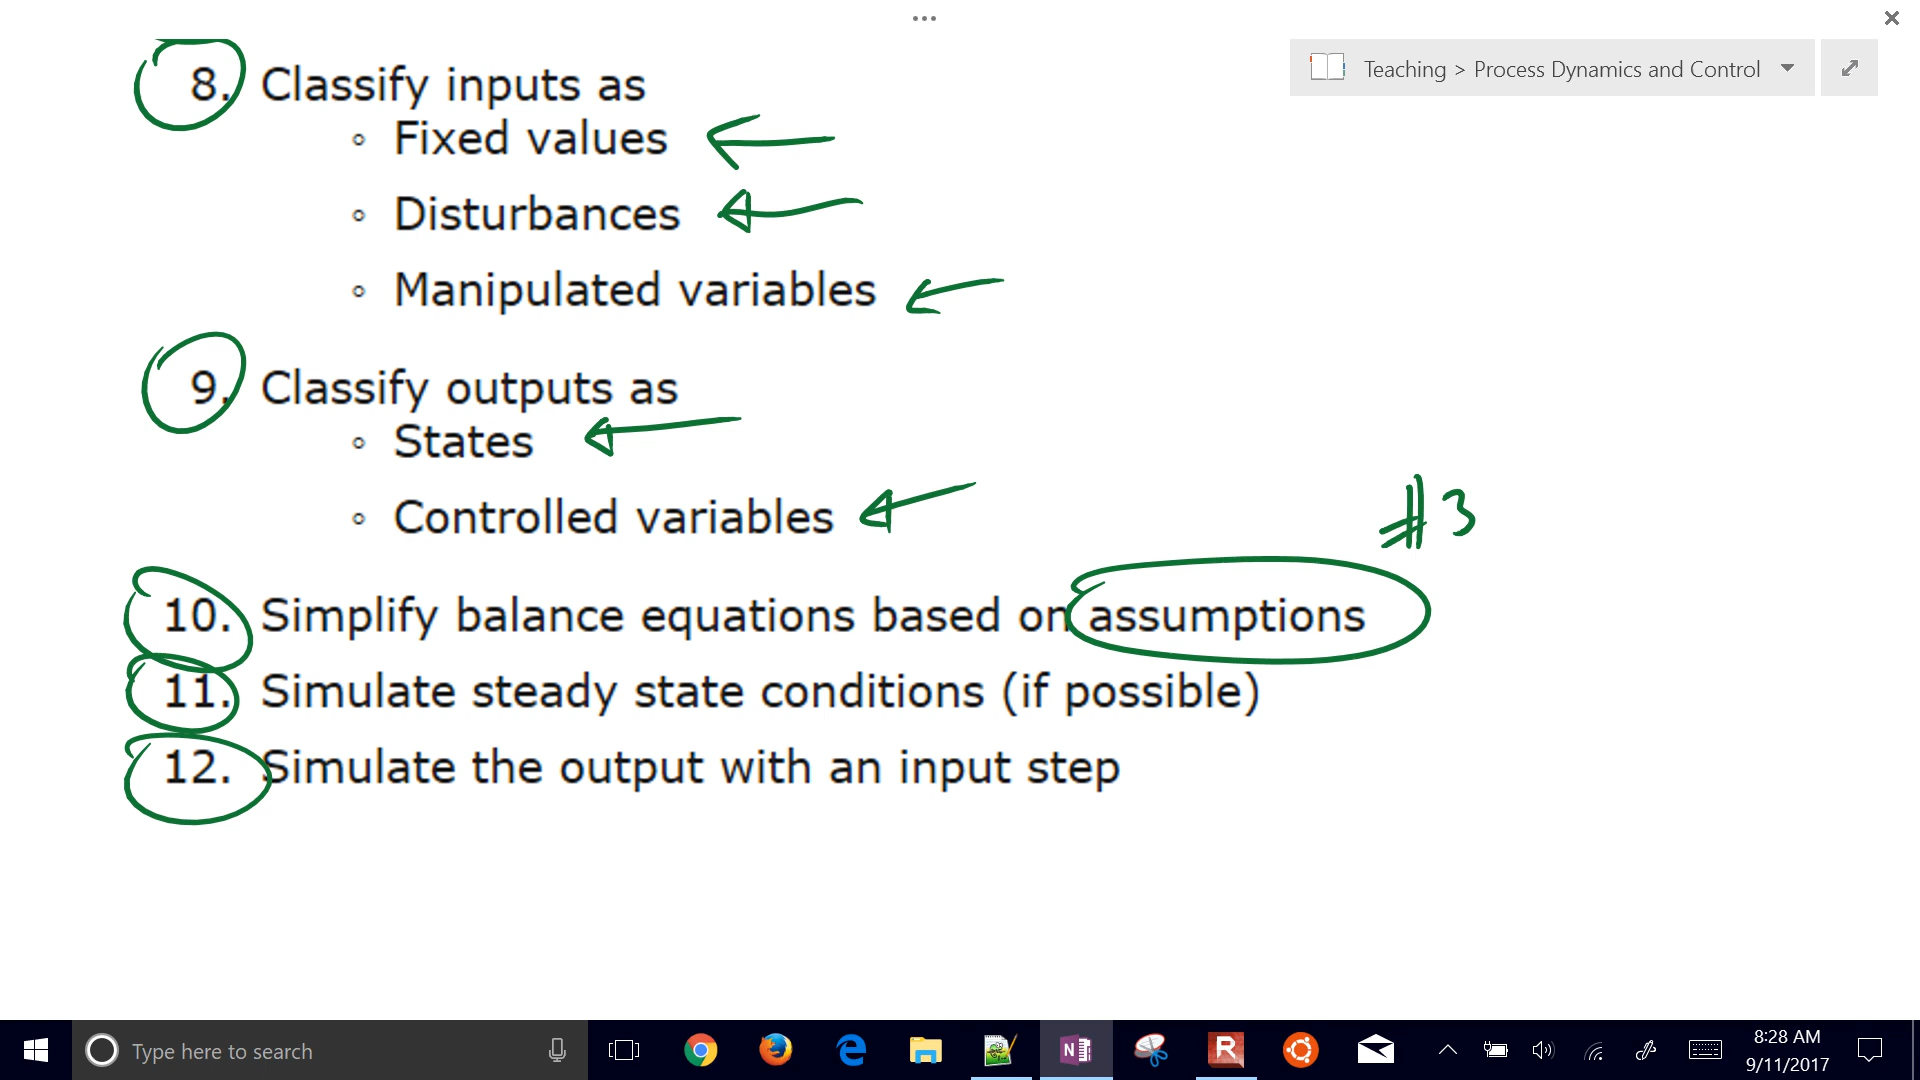 ...
Teaching > Process Dynamics and Control
8. Classify inputs as
◦ Fixed values
◦ Disturbances
◦ Manipulated variables
9. Classify outputs as
◦ States
◦ Controlled variables
#3
10. Simplify balance equations based on assumptions
11. Simulate steady state conditions (if possible)
12. Simulate the output with an input step
Type here to search
N
R
8:28 AM
9/11/2017